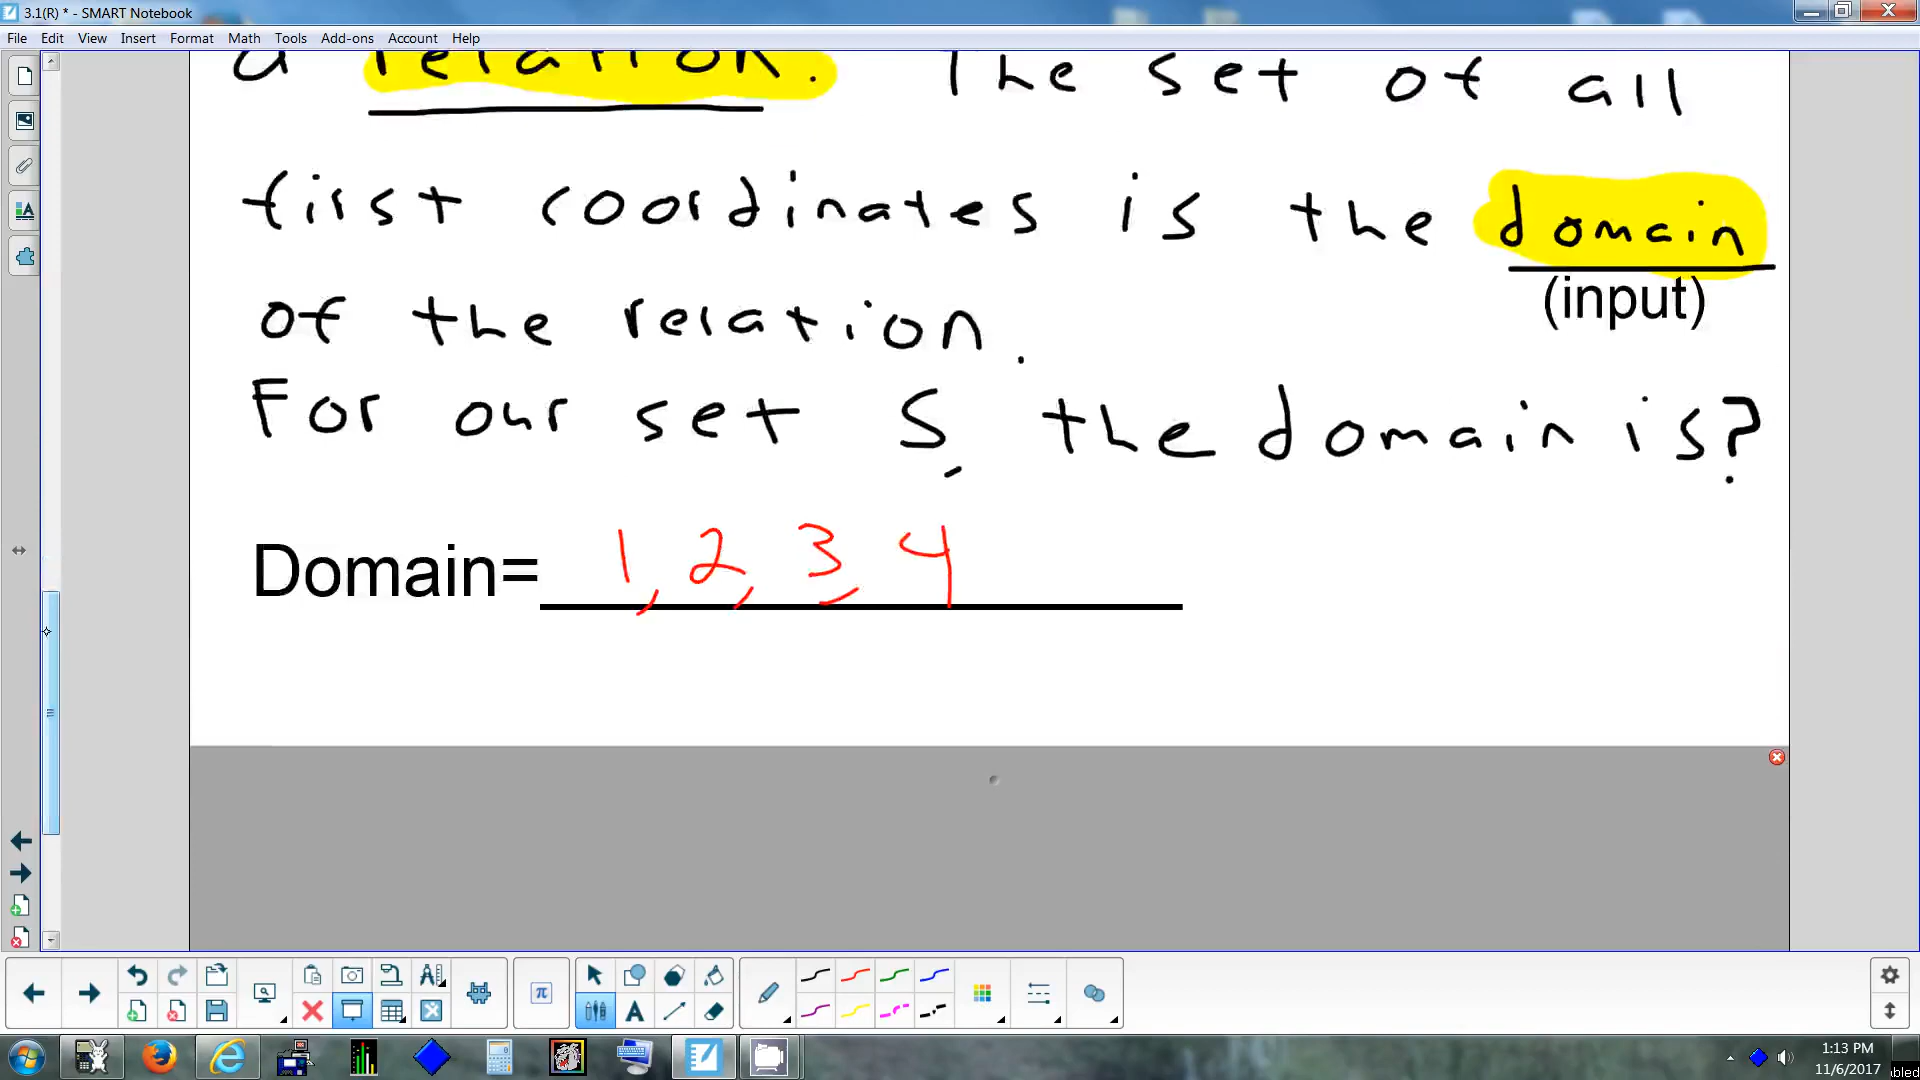 3.1(R) * - SMART Notebook
File Edit View Insert Format Math Tools Add-ons Account Help
a relation. The set of all
first coordinates is the domain
(input)
of the relation.
For our set S, the domain is?
Domain= 1, 2, 3, 4
A
π
A
1:13 PM
11/6/2017
bled